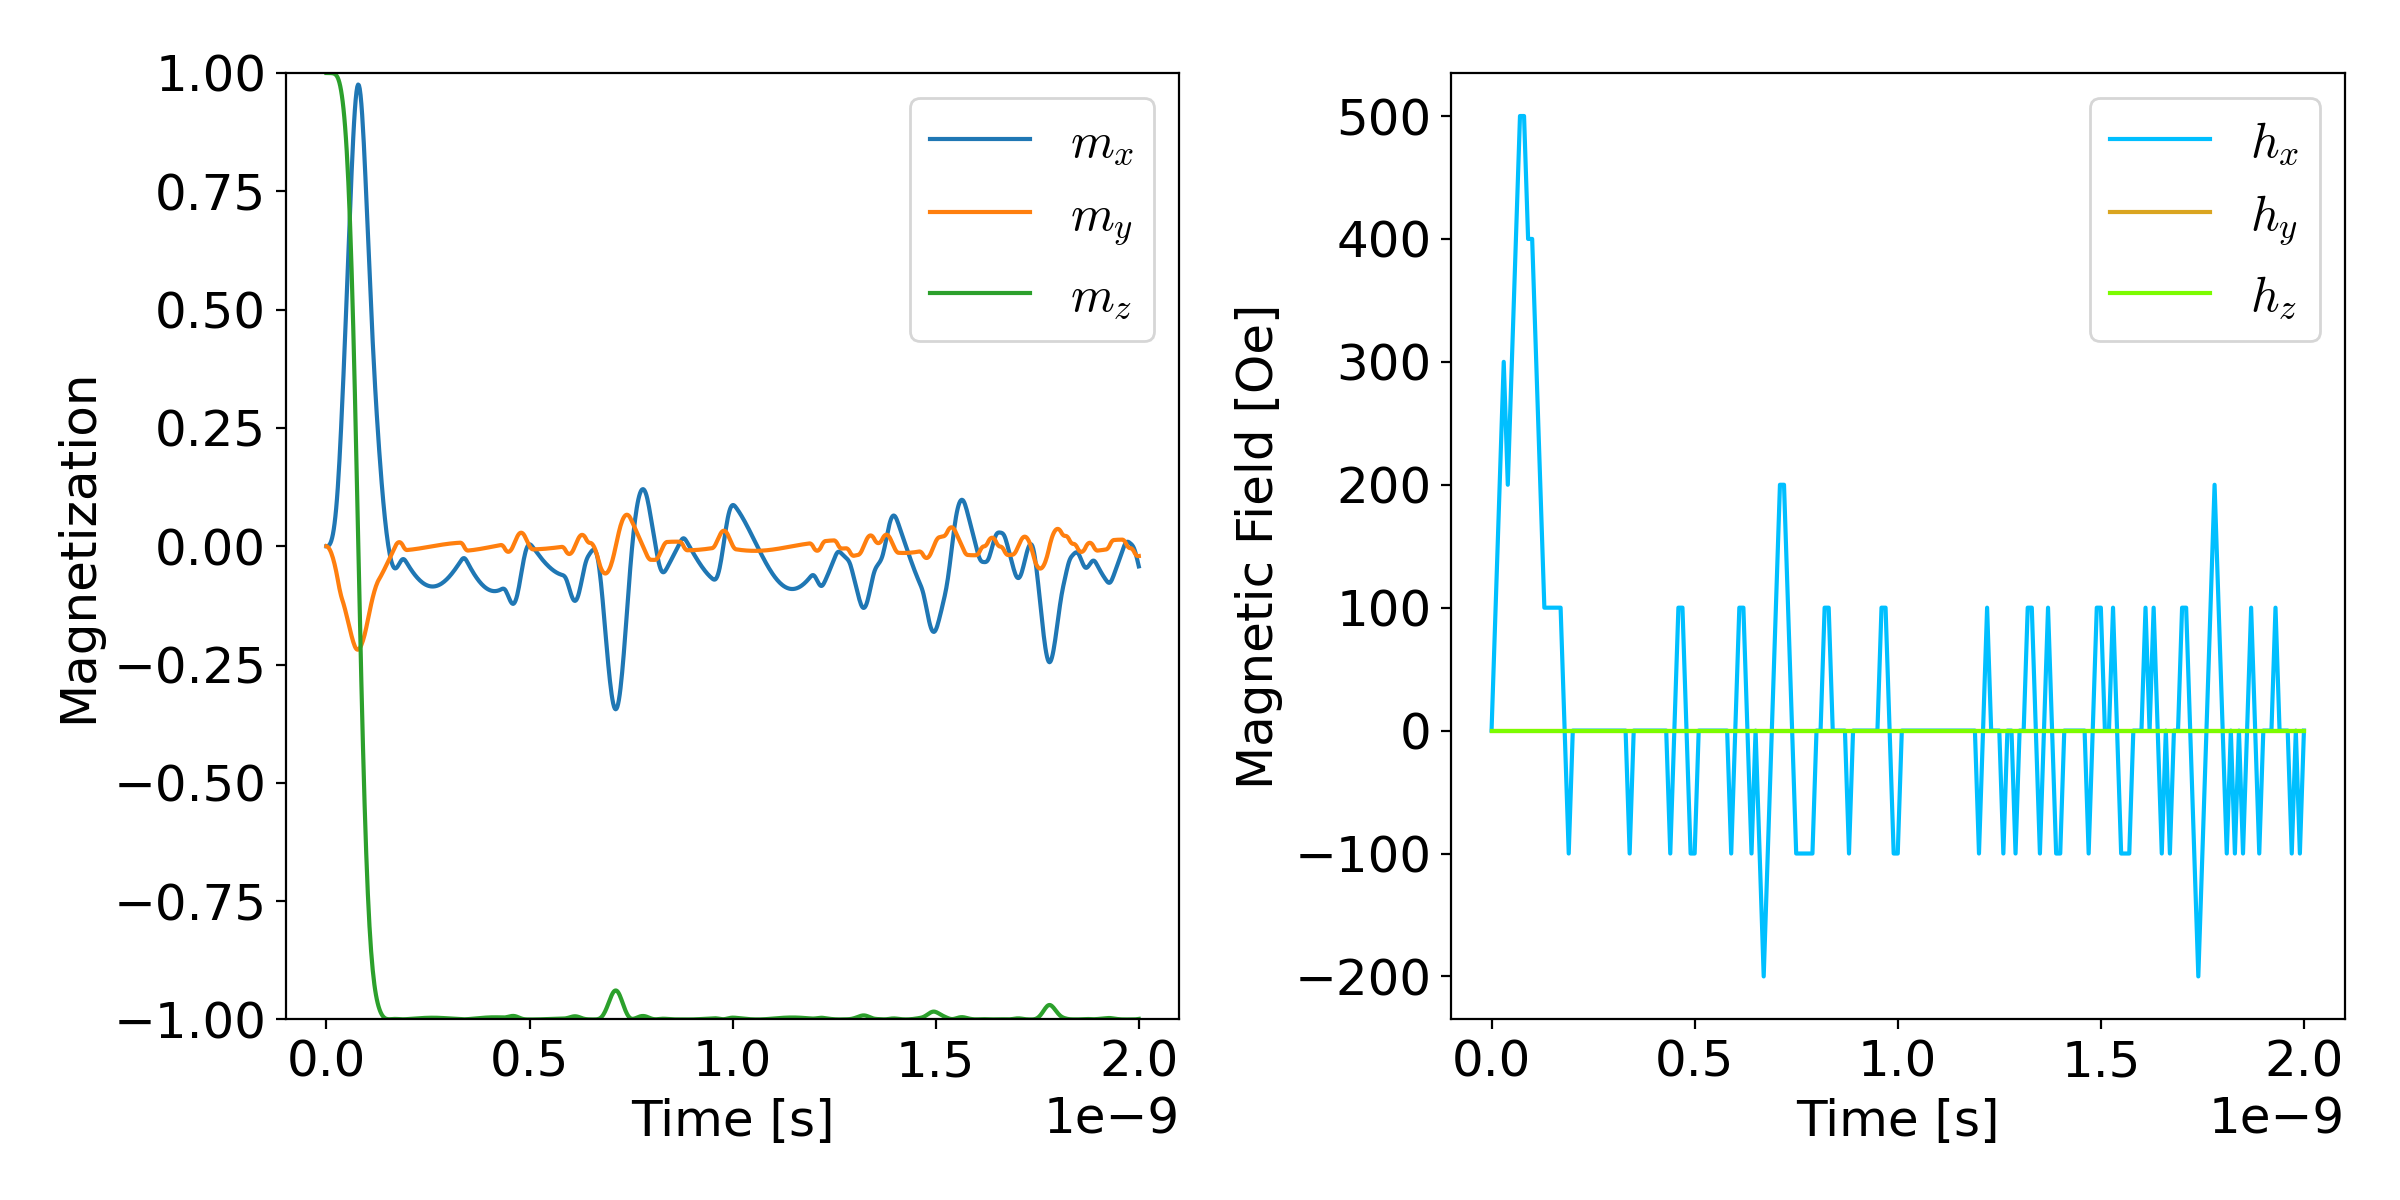 1.00
0.75
0.50
0.25
0.00
−0.25
−0.50
−0.75
−1.00
Magnetization
0.0 0.5 1.0 1.5 2.0
Time [s]
1e−9
m_x
m_y
m_z
500
400
300
200
100
0
−100
−200
Magnetic Field [Oe]
0.0 0.5 1.0 1.5 2.0
Time [s]
1e−9
h_x
h_y
h_z